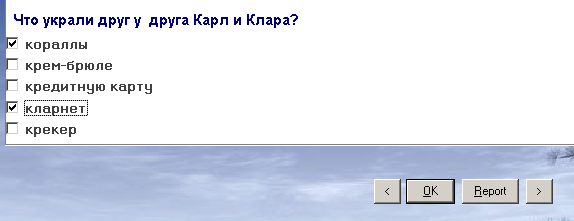 Что украли друг у друга Карл и Клара?
кораллы
крем-брюле
кредитную карту
кларнет
крекер
< OK Report >